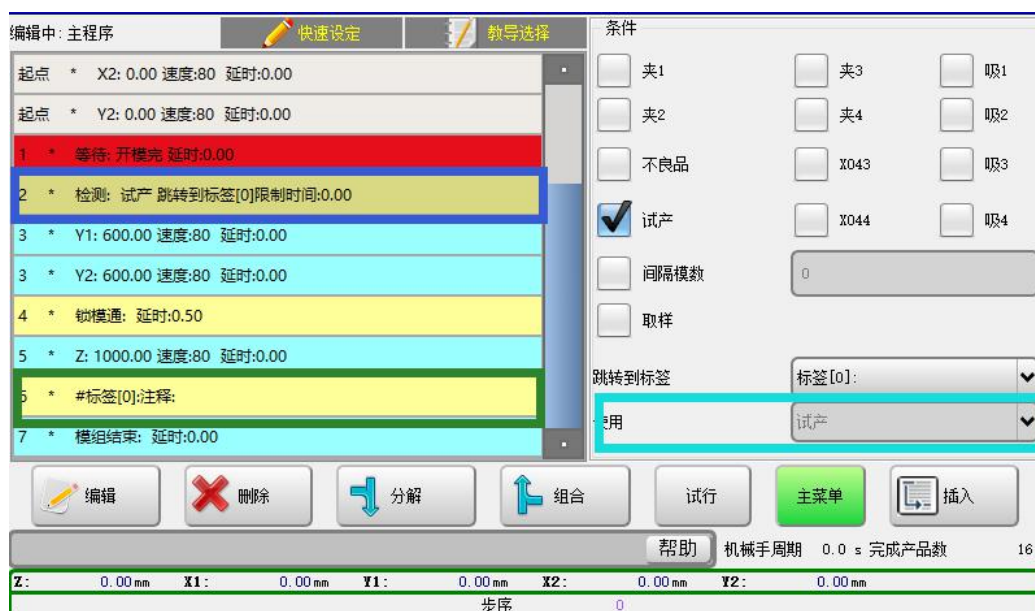 编辑中: 主程序 快速设定 教导选择
起点 * X2: 0.00 速度:80 延时:0.00
起点 * Y2: 0.00 速度:80 延时:0.00
1 * 等待: 开模完 延时:0.00
2 * 检测: 试产 跳转到标签[0]限制时间:0.00
3 * Y1: 600.00 速度:80 延时:0.00
3 * Y2: 600.00 速度:80 延时:0.00
4 * 锁模通: 延时:0.50
5 * Z: 1000.00 速度:80 延时:0.00
6 * #标签[0]:注释:
7 * 模组结束: 延时:0.00
条件
夹1 夹3 吸1
夹2 夹4 吸2
不良品 X043 吸3
试产 X044 吸4
间隔模数 0
取样
跳转到标签 标签[0]:
使用 试产
编辑 删除 分解 组合 试行 主菜单 插入
帮助 机械手周期 0.0 s 完成产品数 16
Z: 0.00mm X1: 0.00mm Y1: 0.00mm X2: 0.00mm Y2: 0.00mm
步序 0